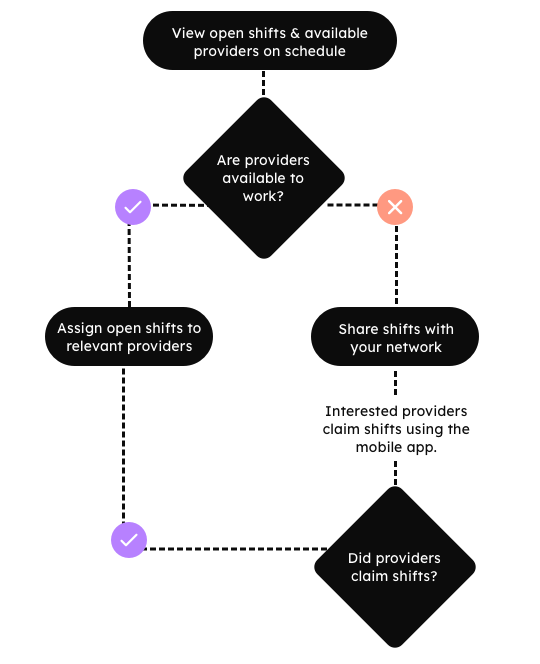 View open shifts & available
providers on schedule
Are providers
available to
work?
Assign open shifts to
relevant providers
Share shifts with
your network
Interested providers
claim shifts using the
mobile app.
Did providers
claim shifts?